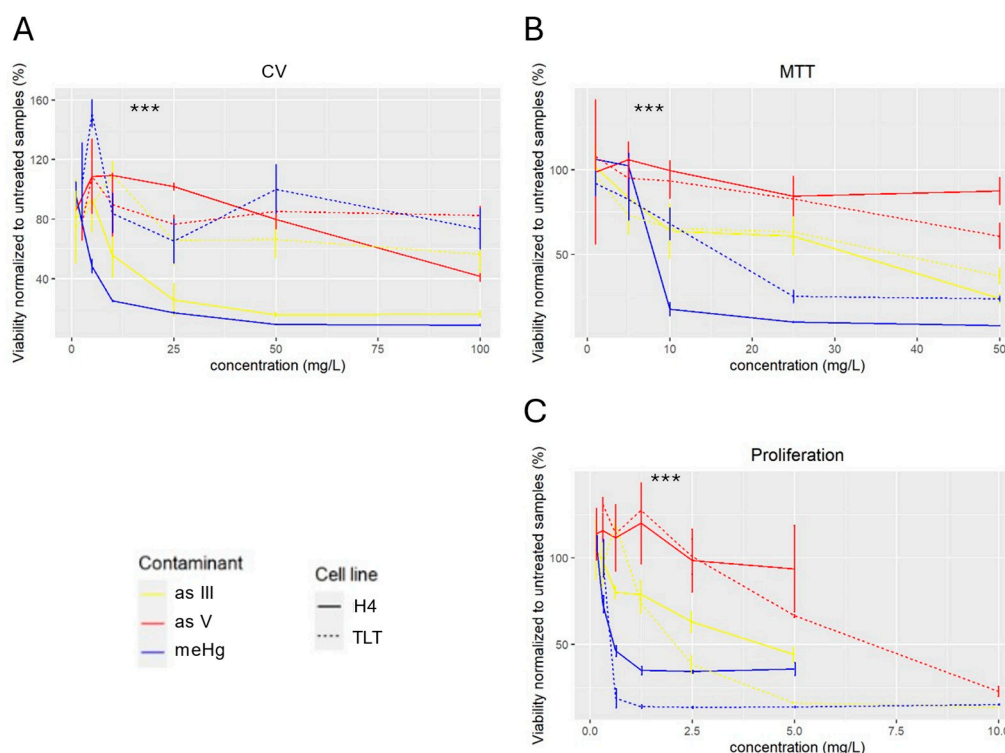 A
CV
Viability normalized to untreated samples (%)
160
120
80
40
***
0
25
50
75
100
concentration (mg/L)
B
MTT
Viability normalized to untreated samples (%)
100
50
***
0
10
20
30
40
50
concentration (mg/L)
C
Proliferation
Viability normalized to untreated samples (%)
100
50
***
0.0
2.5
5.0
7.5
10.0
concentration (mg/L)
Contaminant
as III
as V
meHg
Cell line
H4
TLT